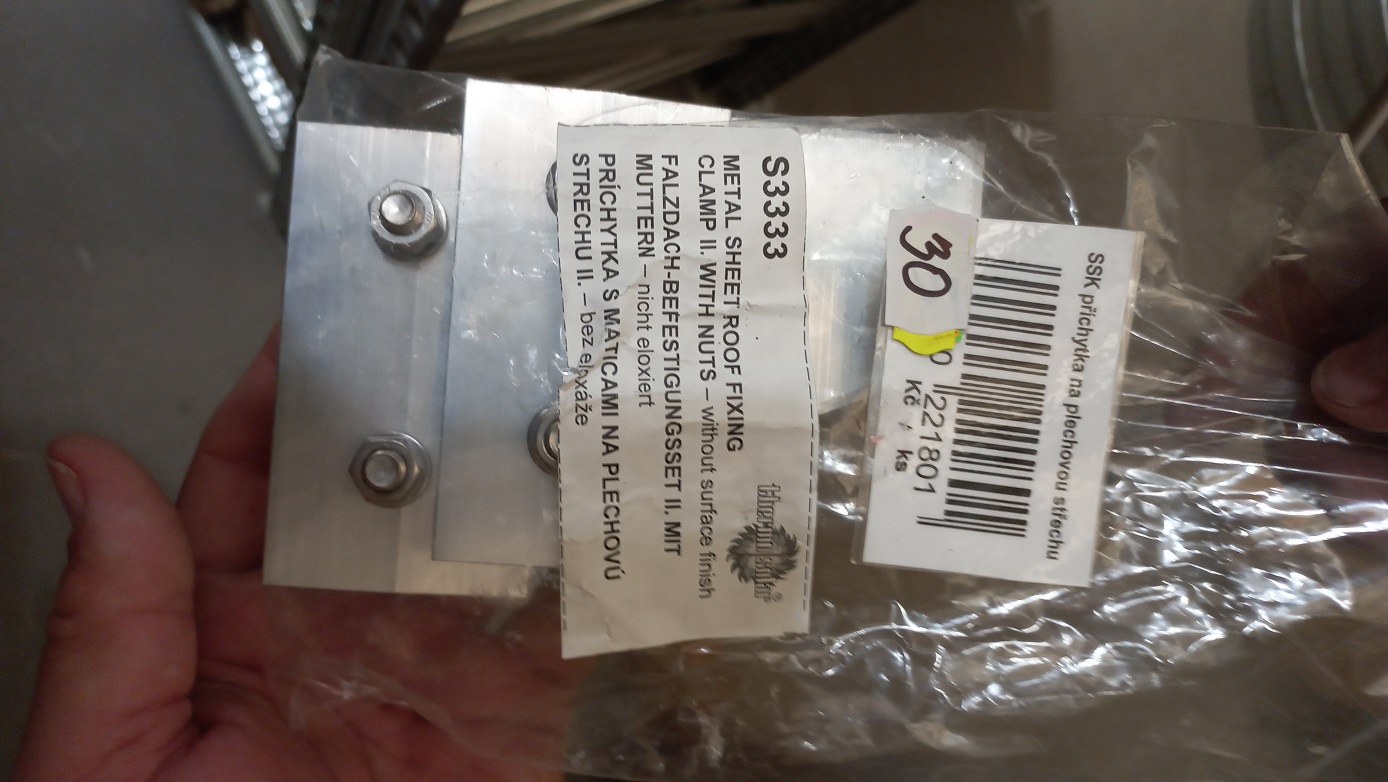 S3333
METAL SHEET ROOF FIXING
CLAMP II. WITH NUTS – without surface finish
FALZDACH-BEFESTIGUNGSSET II. MIT
MUTTERN – nicht eloxiert
PRÍCHYTKA S MATICAMI NA PLECHOVÚ
STRECHU II. – bez eloxáže
SSK příchytka na plechovou střechu
221801
30
0 Kč / ks